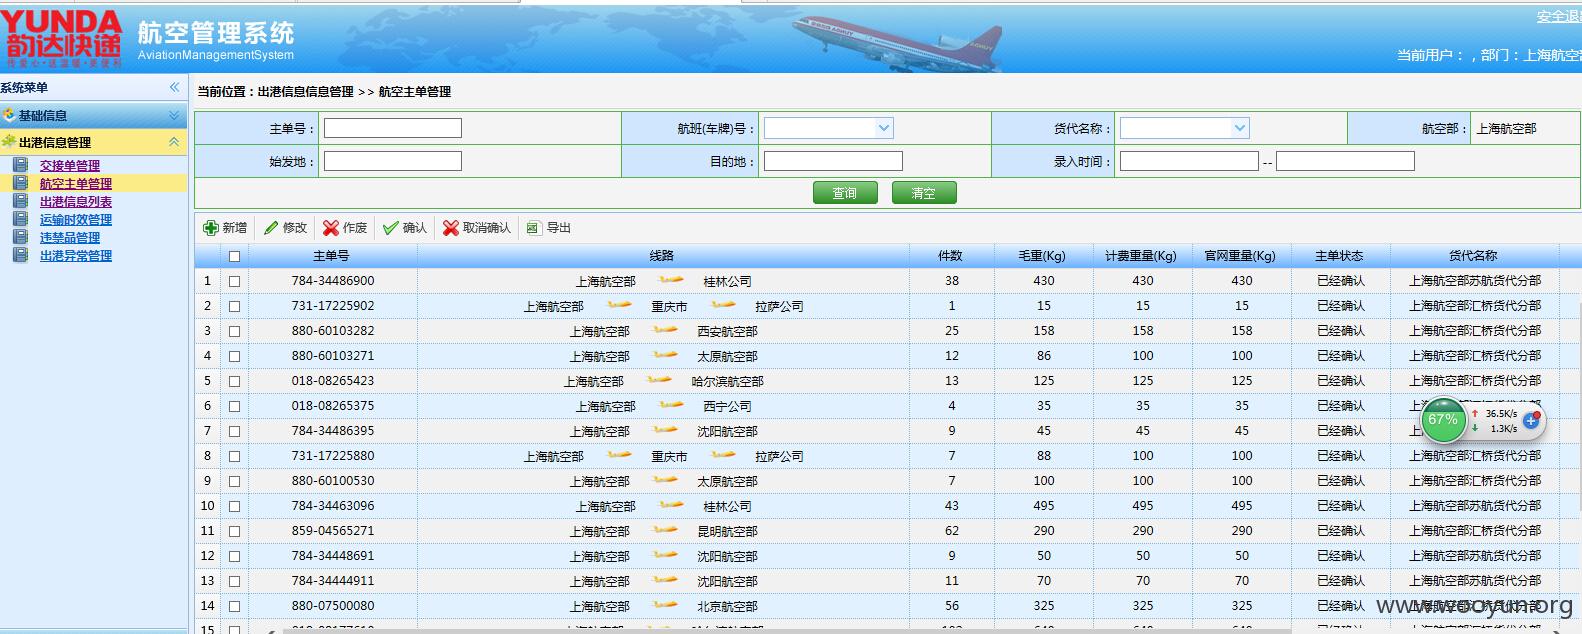 YUNDA
韵达快递
传爱心·送温暖·更便利
航空管理系统
AviationManagementSystem
安全退
当前用户：，部门：上海航空
系统菜单
基础信息
出港信息管理
交接单管理
航空主单管理
出港信息列表
运输时效管理
违禁品管理
出港异常管理
当前位置：出港信息信息管理 >> 航空主单管理
主单号： 航班(车牌)号： 货代名称： 航空部： 上海航空部
始发地： 目的地： 录入时间： --
查询 清空
新增 修改 作废 确认 取消确认 导出
主单号 线路 件数 毛重(Kg) 计费重量(Kg) 官网重量(Kg) 主单状态 货代名称
1 784-34486900 上海航空部 桂林公司 38 430 430 430 已经确认 上海航空部苏航货代分部
2 731-17225902 上海航空部 重庆市 拉萨公司 1 15 15 15 已经确认 上海航空部汇桥货代分部
3 880-60103282 上海航空部 西安航空部 25 158 158 158 已经确认 上海航空部汇桥货代分部
4 880-60103271 上海航空部 太原航空部 12 86 100 100 已经确认 上海航空部汇桥货代分部
5 018-08265423 上海航空部 哈尔滨航空部 13 125 125 125 已经确认 上海航空部汇桥货代分部
6 018-08265375 上海航空部 西宁公司 4 35 35 35 已经确认
7 784-34486395 上海航空部 沈阳航空部 9 45 45 45 已经确认
67% 36.5K/s
1.3K/s
8 731-17225880 上海航空部 重庆市 拉萨公司 7 88 100 100 已经确认 上海航空部汇桥货代分部
9 880-60100530 上海航空部 太原航空部 7 100 100 100 已经确认 上海航空部汇桥货代分部
10 784-34463096 上海航空部 桂林公司 43 495 495 495 已经确认 上海航空部苏航货代分部
11 859-04565271 上海航空部 昆明航空部 62 290 290 290 已经确认 上海航空部汇桥货代分部
12 784-34448691 上海航空部 沈阳航空部 9 50 50 50 已经确认 上海航空部苏航货代分部
13 784-34444911 上海航空部 沈阳航空部 11 70 70 70 已经确认 上海航空部苏航货代分部
14 880-07500080 上海航空部 北京航空部 56 325 325 325 已经确认 上海航空部汇桥货代分部
www.wooyun.org
15